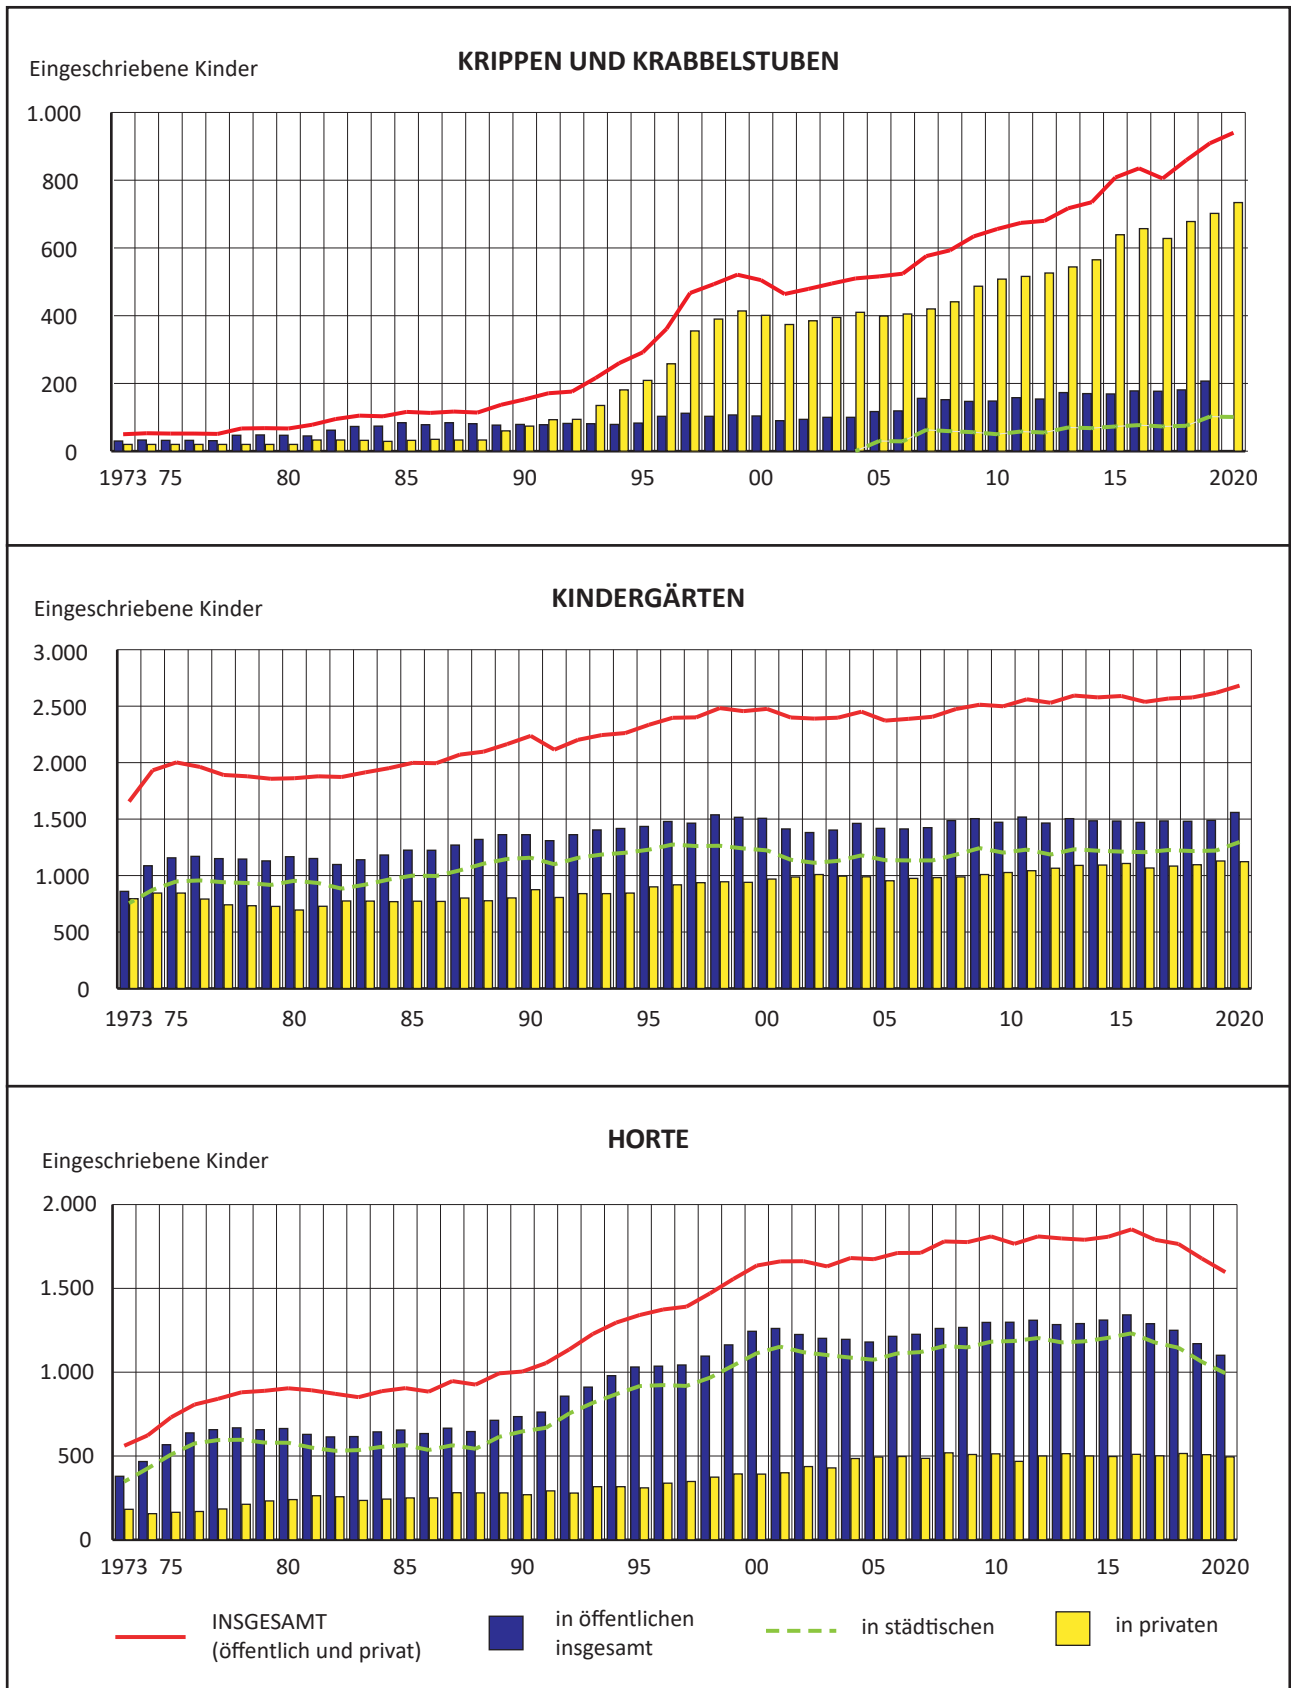 KRIPPEN UND KRABBELSTUBEN
Eingeschriebene Kinder
1.000
800
600
400
200
0
1973 75 80 85 90 95 00 05 10 15 2020
KINDERGÄRTEN
Eingeschriebene Kinder
3.000
2.500
2.000
1.500
1.000
500
0
1973 75 80 85 90 95 00 05 10 15 2020
HORTE
Eingeschriebene Kinder
2.000
1.500
1.000
500
0
1973 75 80 85 90 95 00 05 10 15 2020
INSGESAMT
(öffentlich und privat)
in öffentlichen
insgesamt
in städtischen
in privaten